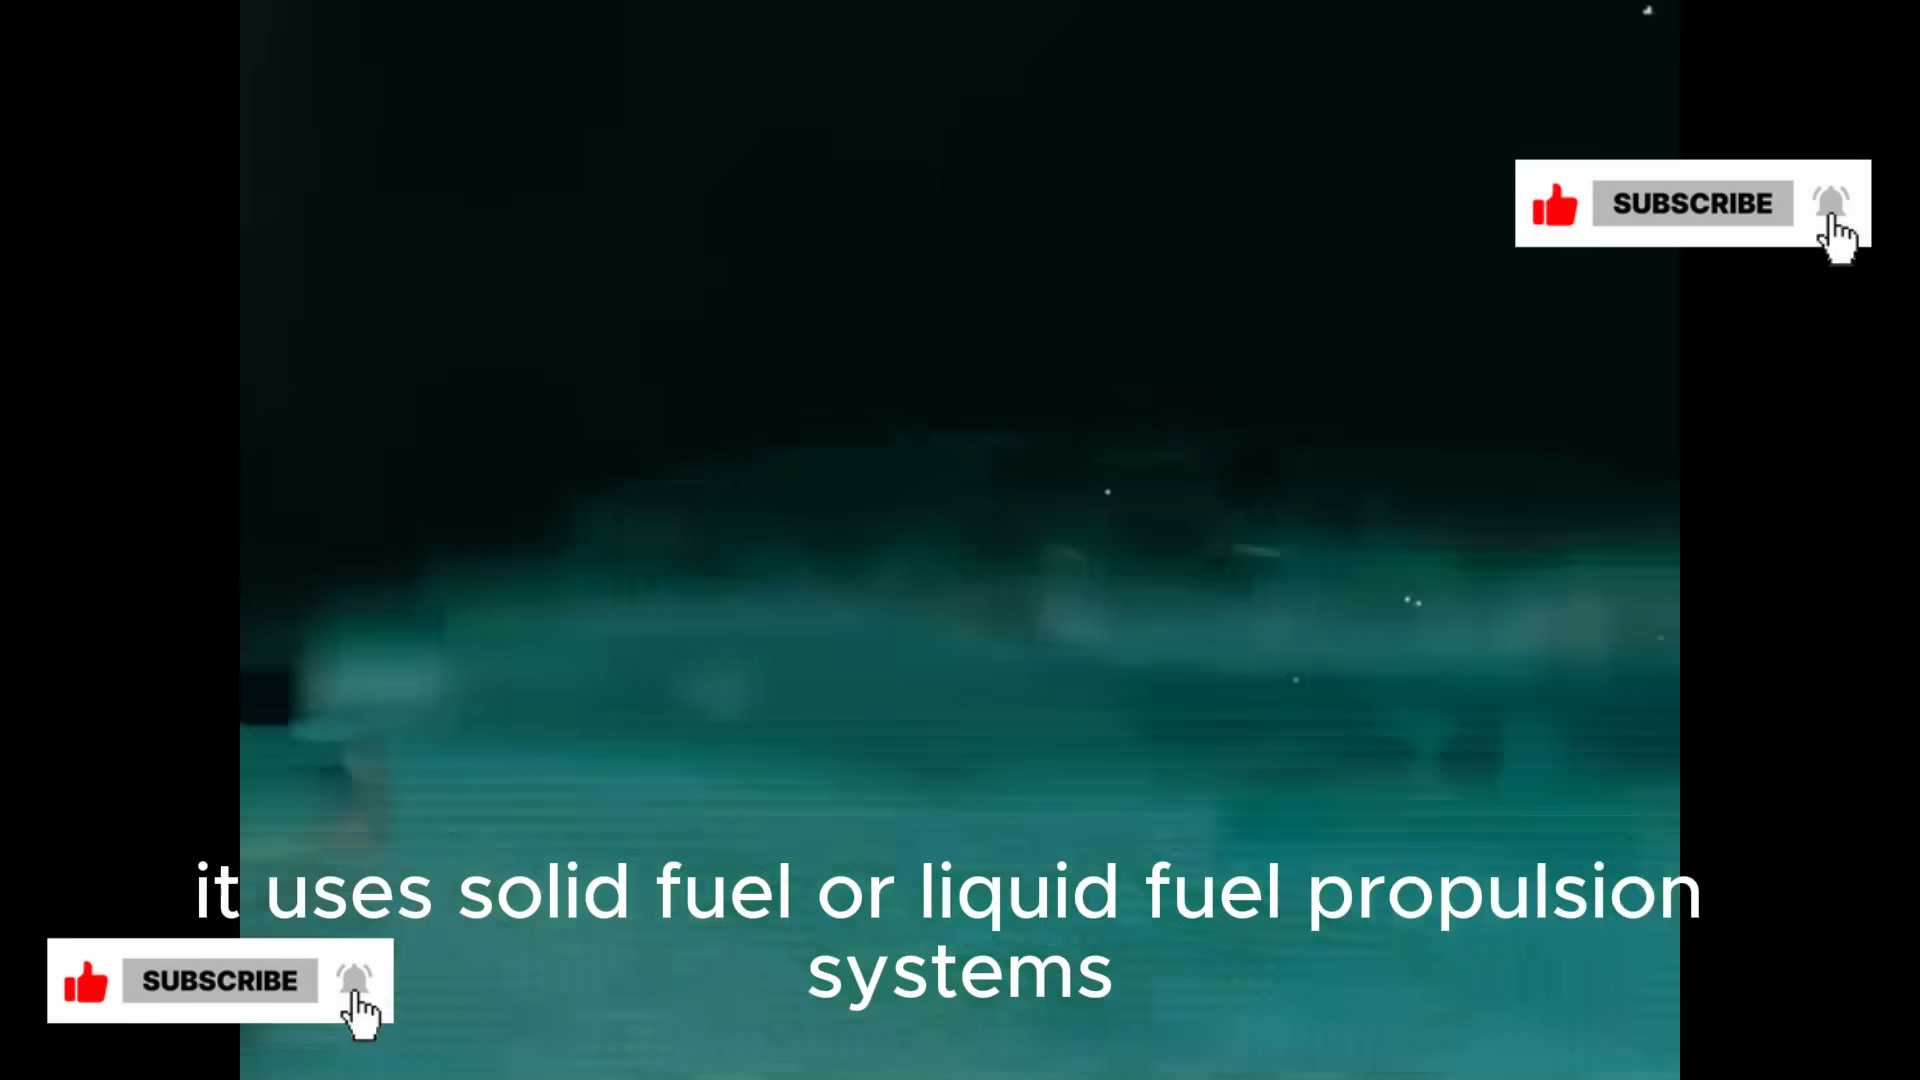 SUBSCRIBE
it uses solid fuel or liquid fuel propulsion
systems
SUBSCRIBE